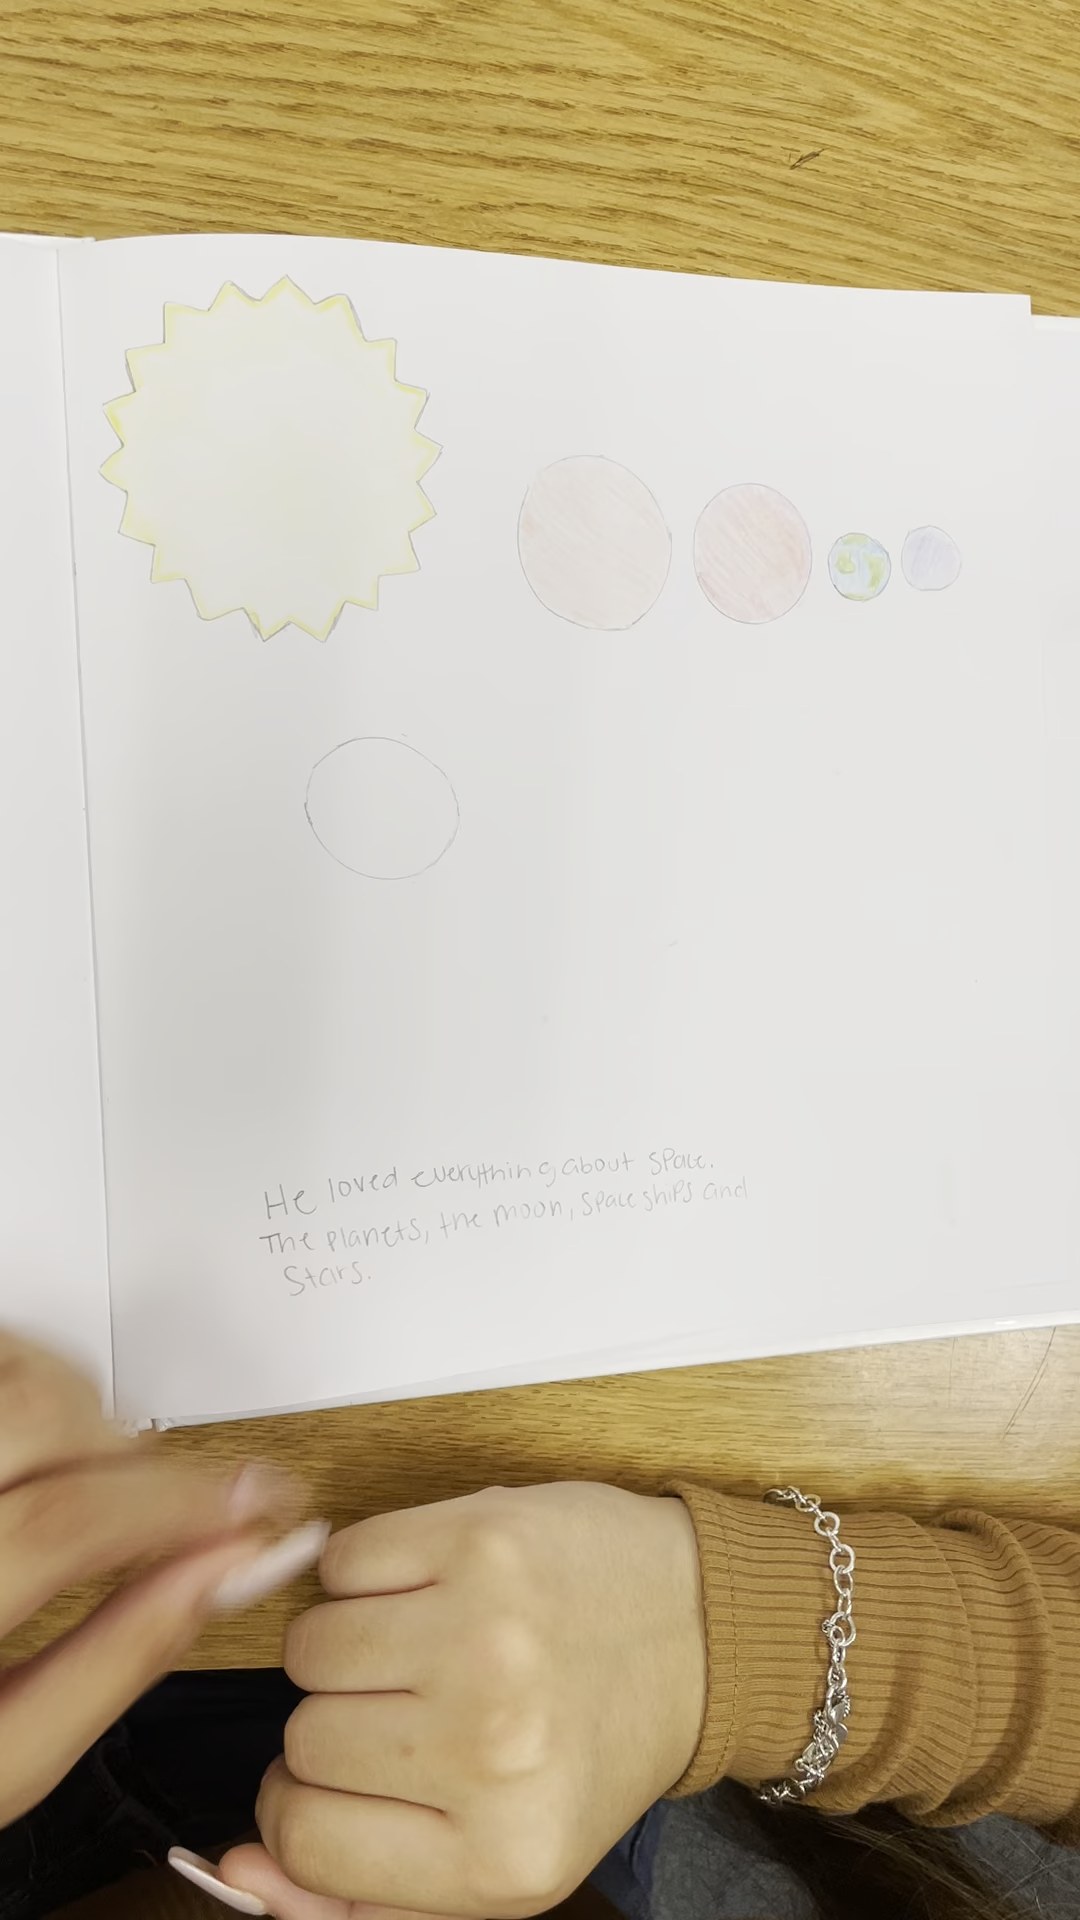 He loved everything about space.
The planets, the moon, space ships and
Stars.